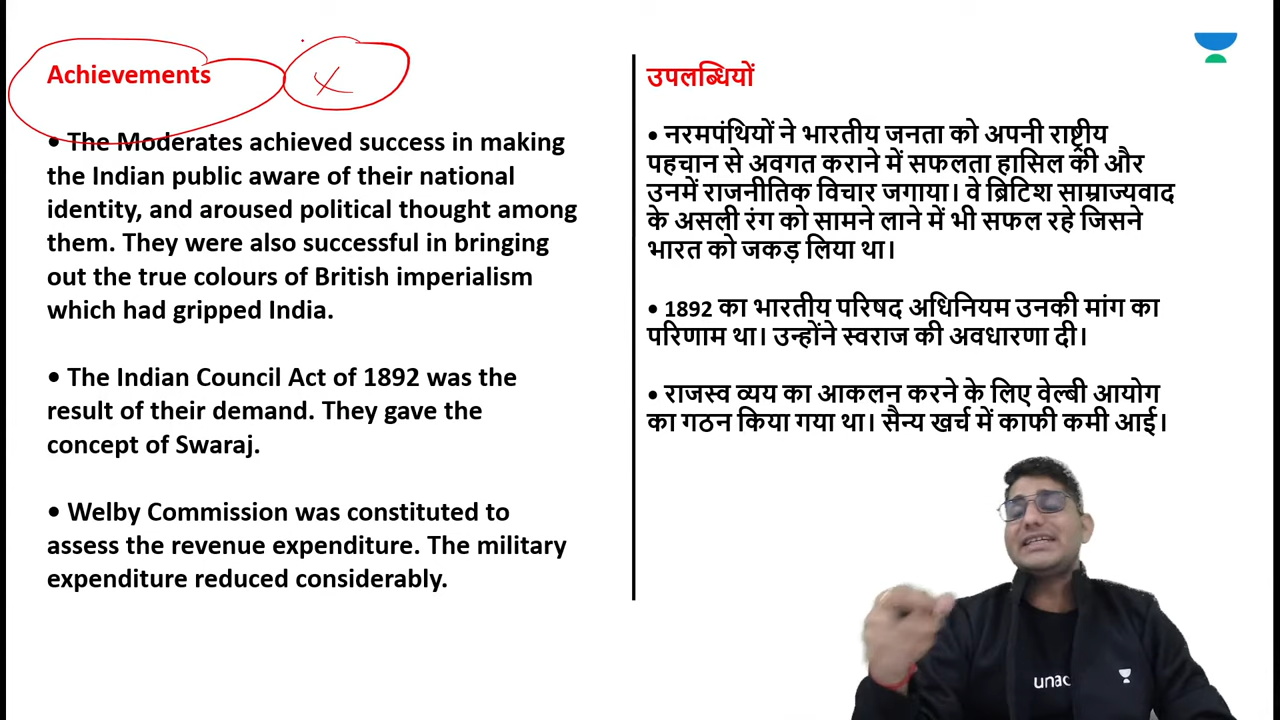 Achievements
• The Moderates achieved success in making
the Indian public aware of their national
identity, and aroused political thought among
them. They were also successful in bringing
out the true colours of British imperialism
which had gripped India.
• The Indian Council Act of 1892 was the
result of their demand. They gave the
concept of Swaraj.
• Welby Commission was constituted to
assess the revenue expenditure. The military
expenditure reduced considerably.
उपलब्धियों
• नरमपंथियों ने भारतीय जनता को अपनी राष्ट्रीय
पहचान से अवगत कराने में सफलता हासिल की और
उनमें राजनीतिक विचार जगाया। वे ब्रिटिश साम्राज्यवाद
के असली रंग को सामने लाने में भी सफल रहे जिसने
भारत को जकड़ लिया था।
• 1892 का भारतीय परिषद अधिनियम उनकी मांग का
परिणाम था। उन्होंने स्वराज की अवधारणा दी।
• राजस्व व्यय का आकलन करने के लिए वेल्बी आयोग
का गठन किया गया था। सैन्य खर्च में काफी कमी आई।
unac